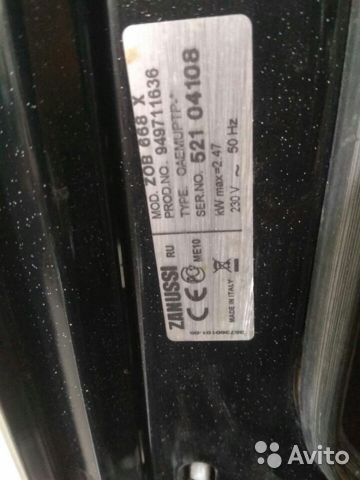 MOD. ZOB 668 X
PROD.NO. 949711636
TYPE. OAEMUPTP-*
SER.NO. 521 04108
kW max=2.47
230 V ~ 50 Hz
ZANUSSI RU
CE ME10
MADE IN ITALY
Avito